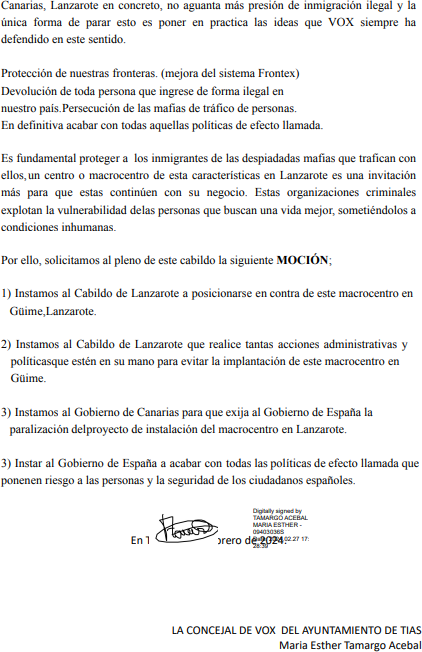 Canarias, Lanzarote en concreto, no aguanta más presión de inmigración ilegal y la
única forma de parar esto es poner en practica las ideas que VOX siempre ha
defendido en este sentido.
Protección de nuestras fronteras. (mejora del sistema Frontex)
Devolución de toda persona que ingrese de forma ilegal en
nuestro país.Persecución de las mafias de tráfico de personas.
En definitiva acabar con todas aquellas políticas de efecto llamada.
Es fundamental proteger a los inmigrantes de las despiadadas mafias que trafican con
ellos,un centro o macrocentro de esta características en Lanzarote es una invitación
más para que estas continúen con su negocio. Estas organizaciones criminales
explotan la vulnerabilidad delas personas que buscan una vida mejor, sometiéndolos a
condiciones inhumanas.
Por ello, solicitamos al pleno de este cabildo la siguiente MOCIÓN;
1) Instamos al Cabildo de Lanzarote a posicionarse en contra de este macrocentro en
Güime,Lanzarote.
2) Instamos al Cabildo de Lanzarote que realice tantas acciones administrativas y
políticasque estén en su mano para evitar la implantación de este macrocentro en
Güime.
3) Instamos al Gobierno de Canarias para que exija al Gobierno de España la
paralización delproyecto de instalación del macrocentro en Lanzarote.
3) Instar al Gobierno de España a acabar con todas las políticas de efecto llamada que
ponenen riesgo a las personas y la seguridad de los ciudadanos españoles.
Digitally signed by
TAMARGO ACEBAL
MARIA ESTHER -
09403036S
02.27 17:
28:39
En brero de 2024.
LA CONCEJAL DE VOX DEL AYUNTAMIENTO DE TIAS
Maria Esther Tamargo Acebal